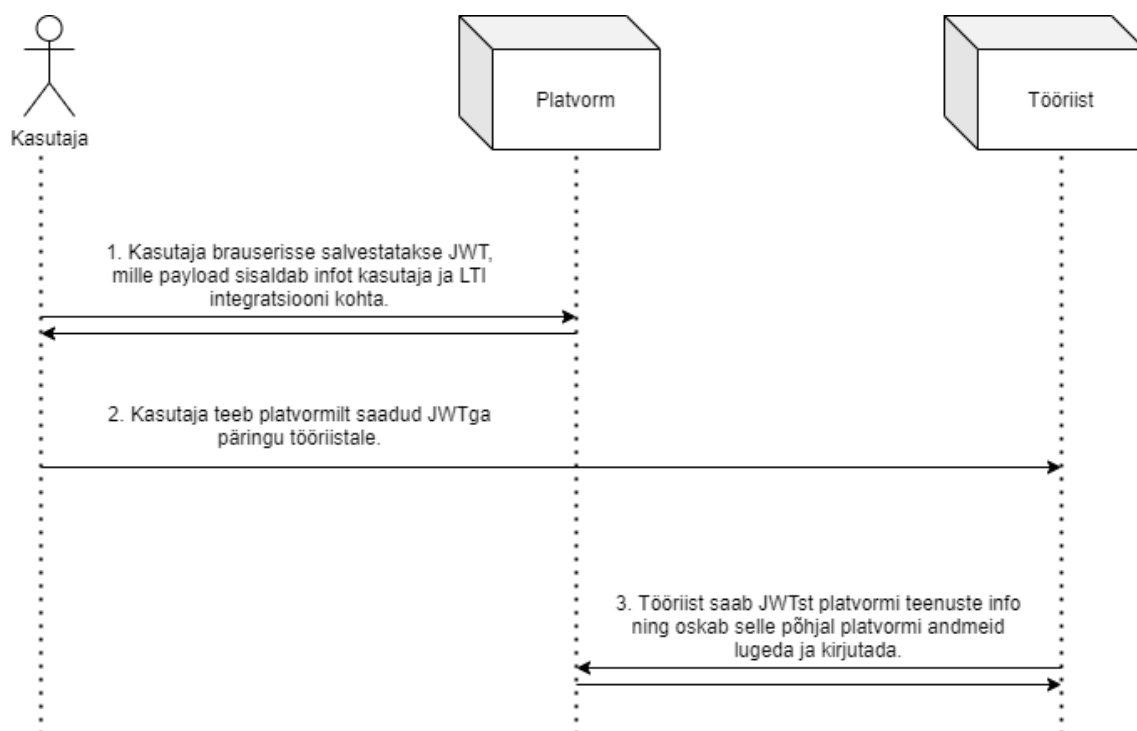 Kasutaja
Platvorm
Tööriist
1. Kasutaja brauserisse salvestatakse JWT,
mille payload sisaldab infot kasutaja ja LTI
integratsiooni kohta.
2. Kasutaja teeb platvormilt saadud JWTga
päringu tööriistale.
3. Tööriist saab JWTst platvormi teenuste info
ning oskab selle põhjal platvormi andmeid
lugeda ja kirjutada.